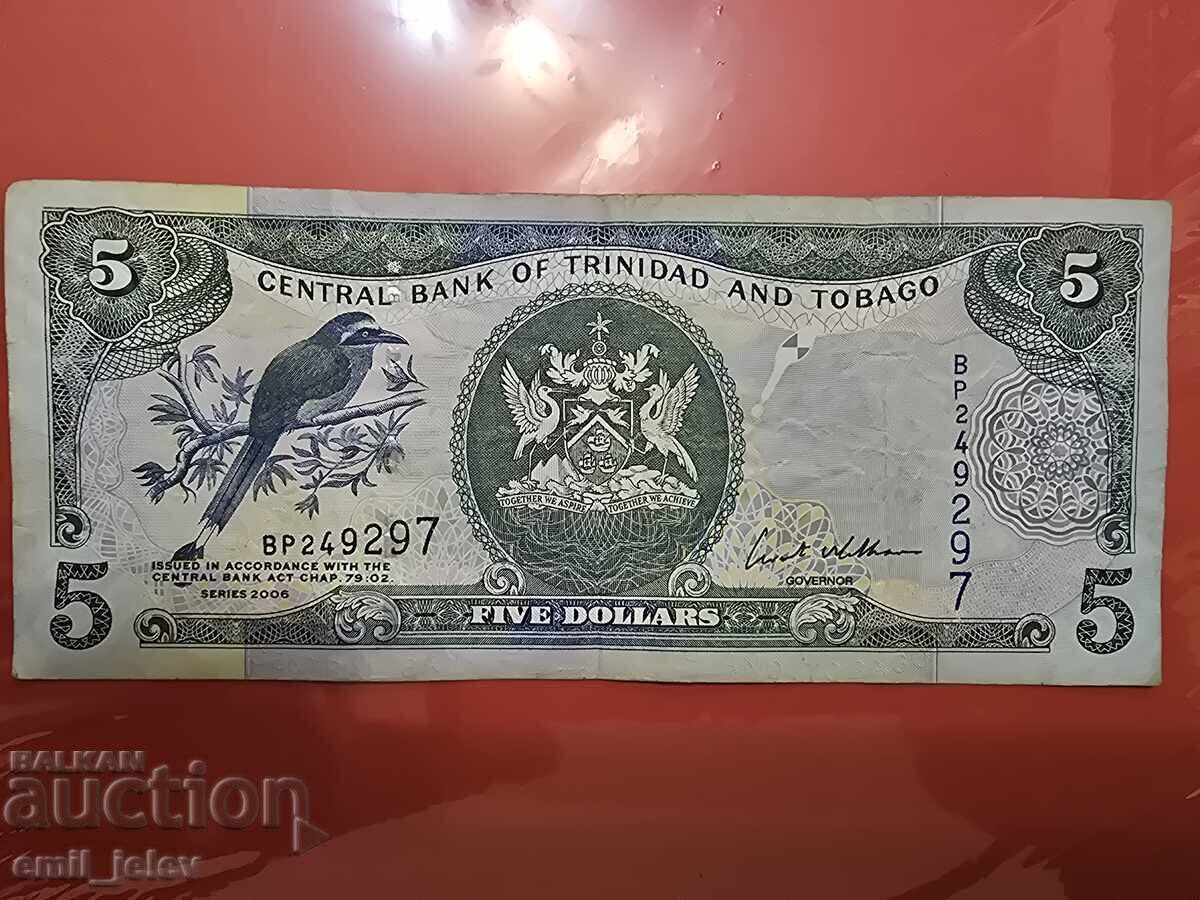 5
5
CENTRAL BANK OF TRINIDAD AND TOBAGO
BP249297
TOGETHER WE ASPIRE TOGETHER WE ACHIEVE
BP249297
ISSUED IN ACCORDANCE WITH THE
CENTRAL BANK ACT CHAP. 79:02.
SERIES 2006
GOVERNOR
5
FIVE DOLLARS
5
BALKAN
auction
emil_jelev